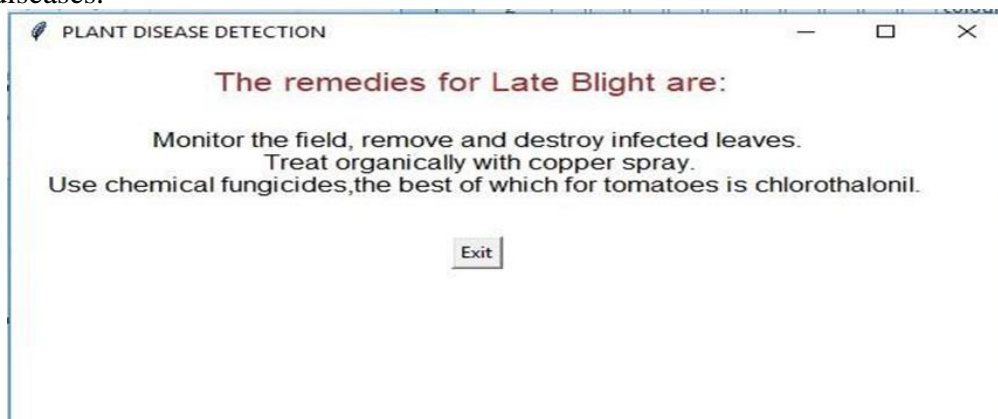 diseases.
PLANT DISEASE DETECTION
The remedies for Late Blight are:
Monitor the field, remove and destroy infected leaves.
Treat organically with copper spray.
Use chemical fungicides,the best of which for tomatoes is chlorothalonil.
Exit